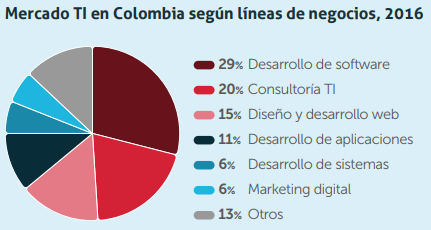 Mercado TI en Colombia según líneas de negocios, 2016
29% Desarrollo de software
20% Consultoría TI
15% Diseño y desarrollo web
11% Desarrollo de aplicaciones
6% Desarrollo de sistemas
6% Marketing digital
13% Otros